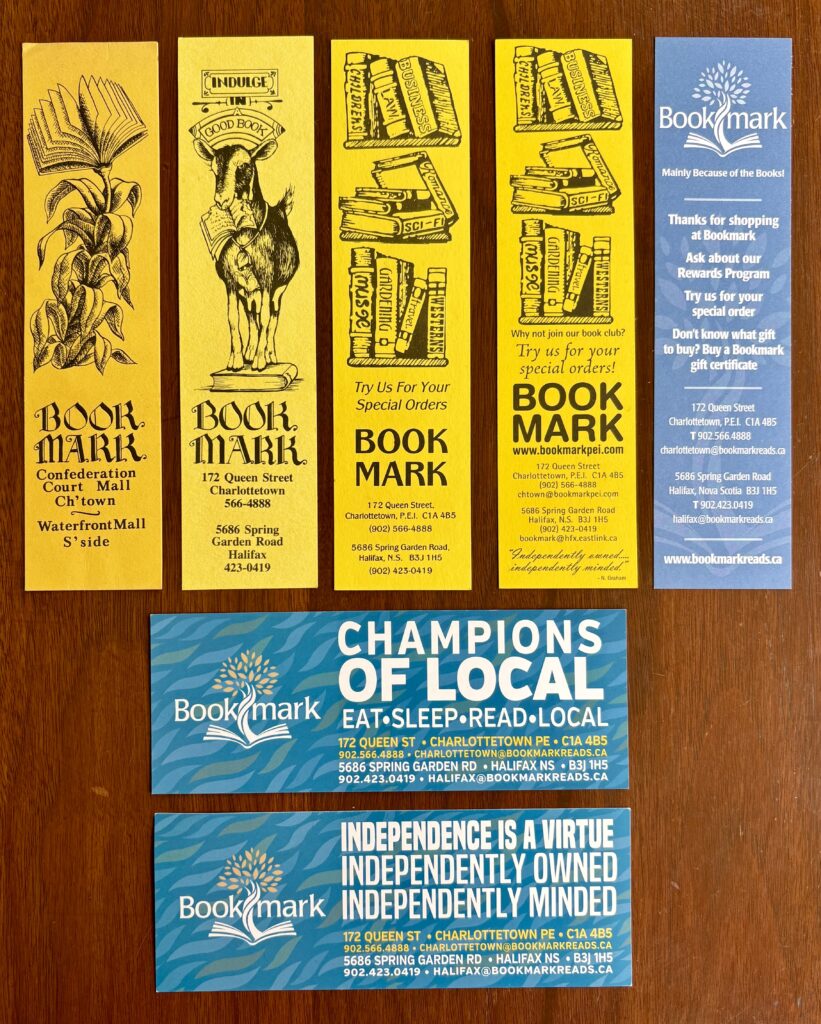 BOOK
MARK
Confederation
Court Mall
Ch'town
Waterfront Mall
S'side
INDULGE
IN
A
GOOD BOOK
BOOK
MARK
172 Queen Street
Charlottetown
566-4888
5686 Spring
Garden Road
Halifax
423-0419
CHILDRENS
LAW
BUSINESS
Romance
SCI-FI
GARDENING
Travel
WESTERNS
Try Us For Your
Special Orders
BOOK
MARK
172 Queen Street,
Charlottetown, P.E.I. C1A 4B5
(902) 566-4888
5686 Spring Garden Road,
Halifax, N.S. B3J 1H5
(902) 423-0419
CHILDRENS
LAW
BUSINESS
Romance
SCI-FI
GARDENING
Travel
WESTERNS
Why not join our book club?
Try us for your
special orders!
BOOK
MARK
www.bookmarkpei.com
172 Queen Street
Charlottetown, P.E.I. C1A 4B5
(902) 566-4888
chtown@bookmarkpei.com
5686 Spring Garden Road
Halifax, N.S. B3J 1H5
(902) 423-0419
bookmark@hfx.eastlink.ca
"Independently owned....
independently minded."
- N. Graham
Bookmark
Mainly Because of the Books!
Thanks for shopping
at Bookmark
Ask about our
Rewards Program
Try us for your
special order
Don't know what gift
to buy? Buy a Bookmark
gift certificate
172 Queen Street
Charlottetown, P.E.I. C1A 4B5
T 902.566.4888
charlottetown@bookmarkreads.ca
5686 Spring Garden Road
Halifax, Nova Scotia B3J 1H5
T 902.423.0419
halifax@bookmarkreads.ca
www.bookmarkreads.ca
Bookmark
CHAMPIONS
OF LOCAL
EAT•SLEEP•READ•LOCAL
172 QUEEN ST • CHARLOTTETOWN PE • C1A 4B5
902.566.4888 • CHARLOTTETOWN@BOOKMARKREADS.CA
5686 SPRING GARDEN RD • HALIFAX NS • B3J 1H5
902.423.0419 • HALIFAX@BOOKMARKREADS.CA
Bookmark
INDEPENDENCE IS A VIRTUE
INDEPENDENTLY OWNED
INDEPENDENTLY MINDED
172 QUEEN ST • CHARLOTTETOWN PE • C1A 4B5
902.566.4888 • CHARLOTTETOWN@BOOKMARKREADS.CA
5686 SPRING GARDEN RD • HALIFAX NS • B3J 1H5
902.423.0419 • HALIFAX@BOOKMARKREADS.CA